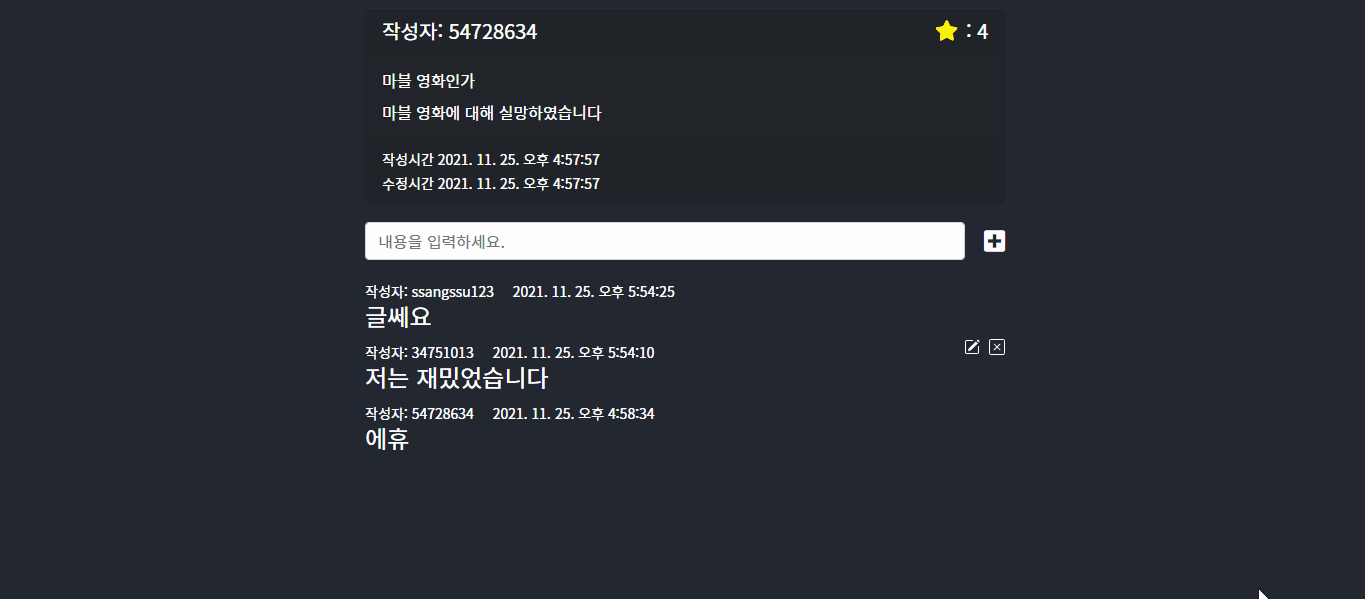 작성자: 54728634 : 4
마블 영화인가
마블 영화에 대해 실망하였습니다
작성시간 2021. 11. 25. 오후 4:57:57
수정시간 2021. 11. 25. 오후 4:57:57
내용을 입력하세요.
작성자: ssangssu123 2021. 11. 25. 오후 5:54:25
글쎄요
작성자: 34751013 2021. 11. 25. 오후 5:54:10
저는 재밌었습니다
작성자: 54728634 2021. 11. 25. 오후 4:58:34
에휴